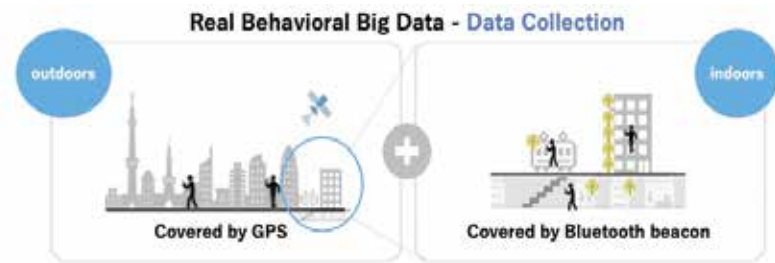 Real Behavioral Big Data - Data Collection
outdoors
indoors
Covered by GPS
Covered by Bluetooth beacon